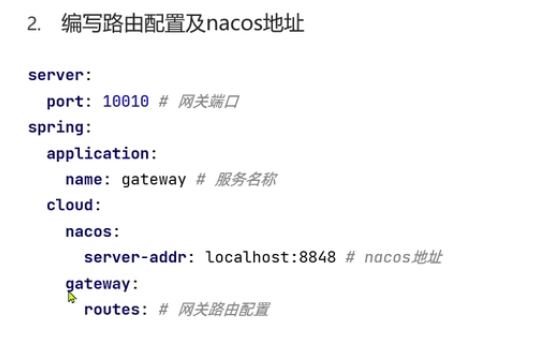 2. 编写路由配置及nacos地址
server:
  port: 10010 # 网关端口
spring:
  application:
    name: gateway # 服务名称
  cloud:
    nacos:
      server-addr: localhost:8848 # nacos地址
    gateway:
      routes: # 网关路由配置